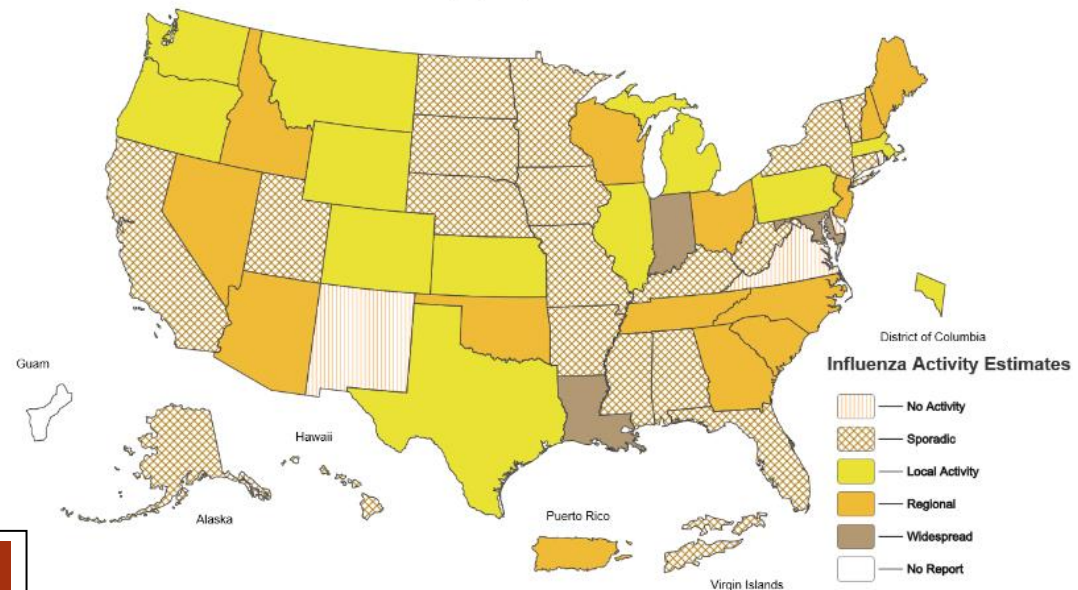 District of Columbia
Guam
Influenza Activity Estimates
No Activity
Sporadic
Hawaii
Local Activity
Regional
Alaska
Puerto Rico
Widespread
No Report
Virgin Islands